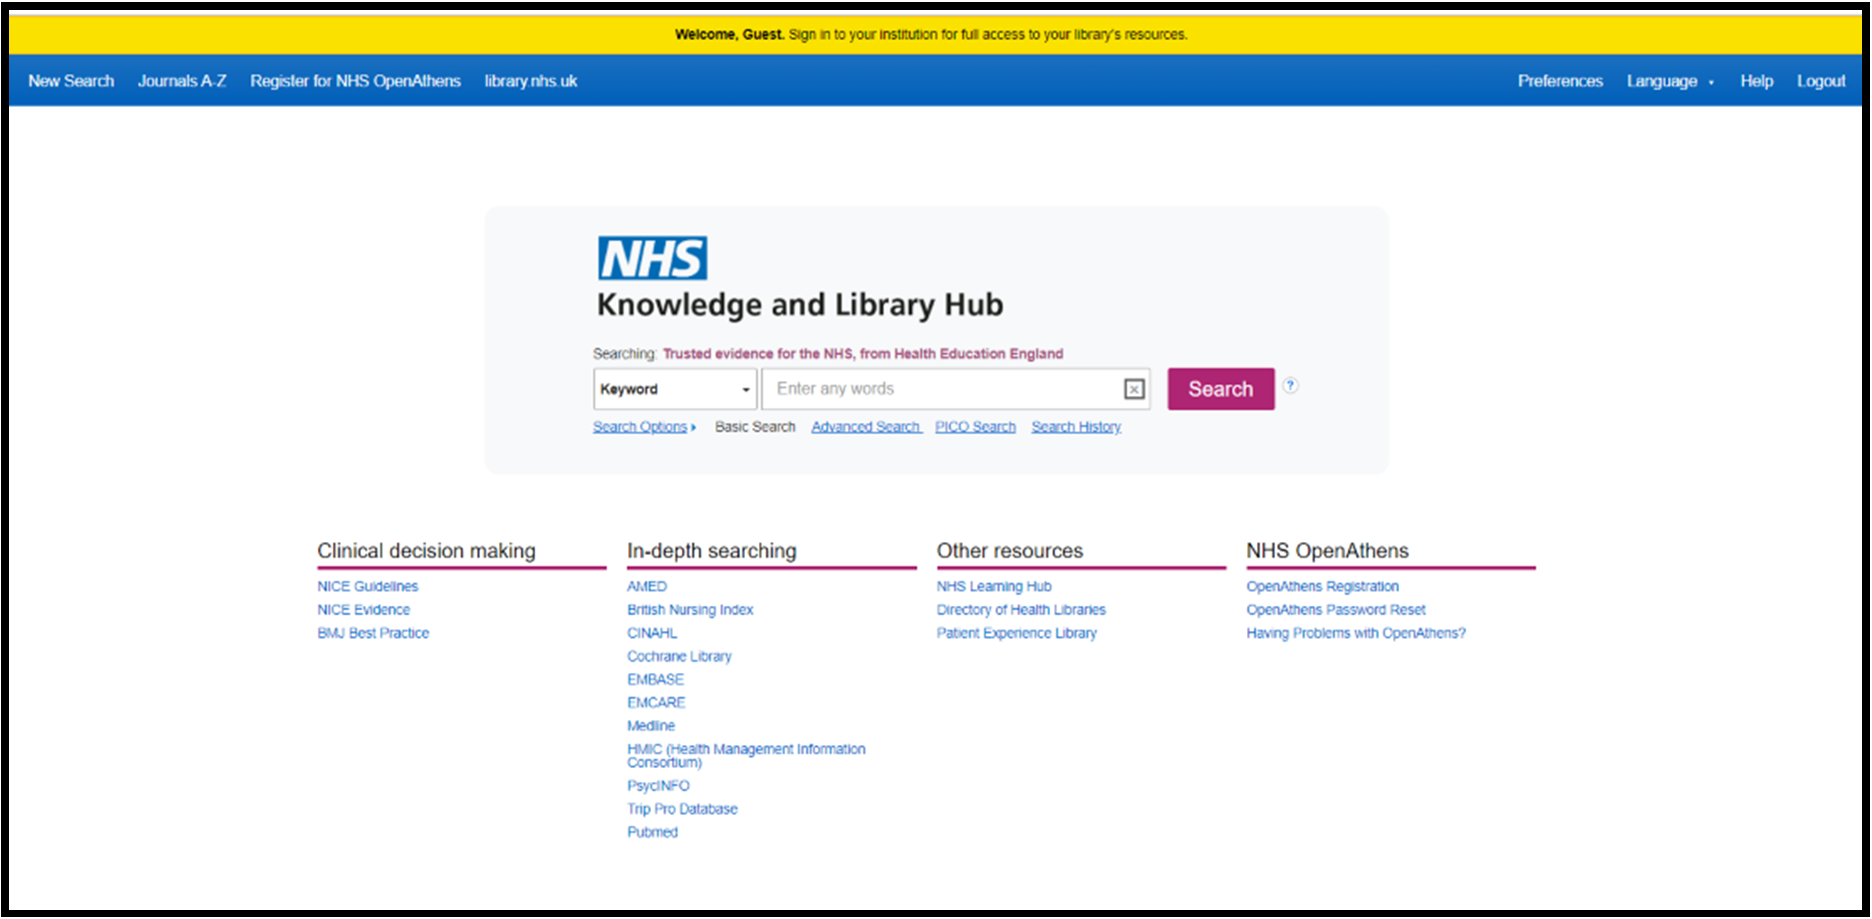 Welcome, Guest. Sign in to your institution for full access to your library's resources.
New Search Journals A-Z Register for NHS OpenAthens library.nhs.uk Preferences Language Help Logout
NHS
Knowledge and Library Hub
Searching: Trusted evidence for the NHS, from Health Education England
Keyword Enter any words Search ?
Search Options Basic Search Advanced Search PICO Search Search History
Clinical decision making
NICE Guidelines
NICE Evidence
BMJ Best Practice
In-depth searching
AMED
British Nursing Index
CINAHL
Cochrane Library
EMBASE
EMCARE
Medline
HMIC (Health Management Information
Consortium)
PsycINFO
Trip Pro Database
Pubmed
Other resources
NHS Learning Hub
Directory of Health Libraries
Patient Experience Library
NHS OpenAthens
OpenAthens Registration
OpenAthens Password Reset
Having Problems with OpenAthens?